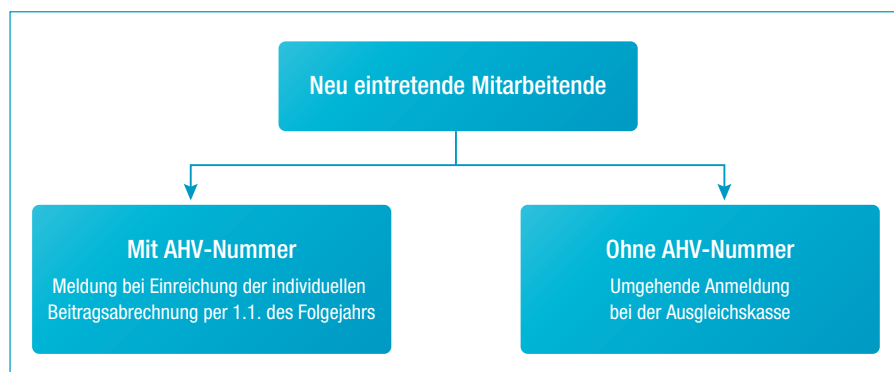 Neu eintretende Mitarbeitende
Mit AHV-Nummer
Meldung bei Einreichung der individuellen
Beitragsabrechnung per 1.1. des Folgejahrs
Ohne AHV-Nummer
Umgehende Anmeldung
bei der Ausgleichskasse